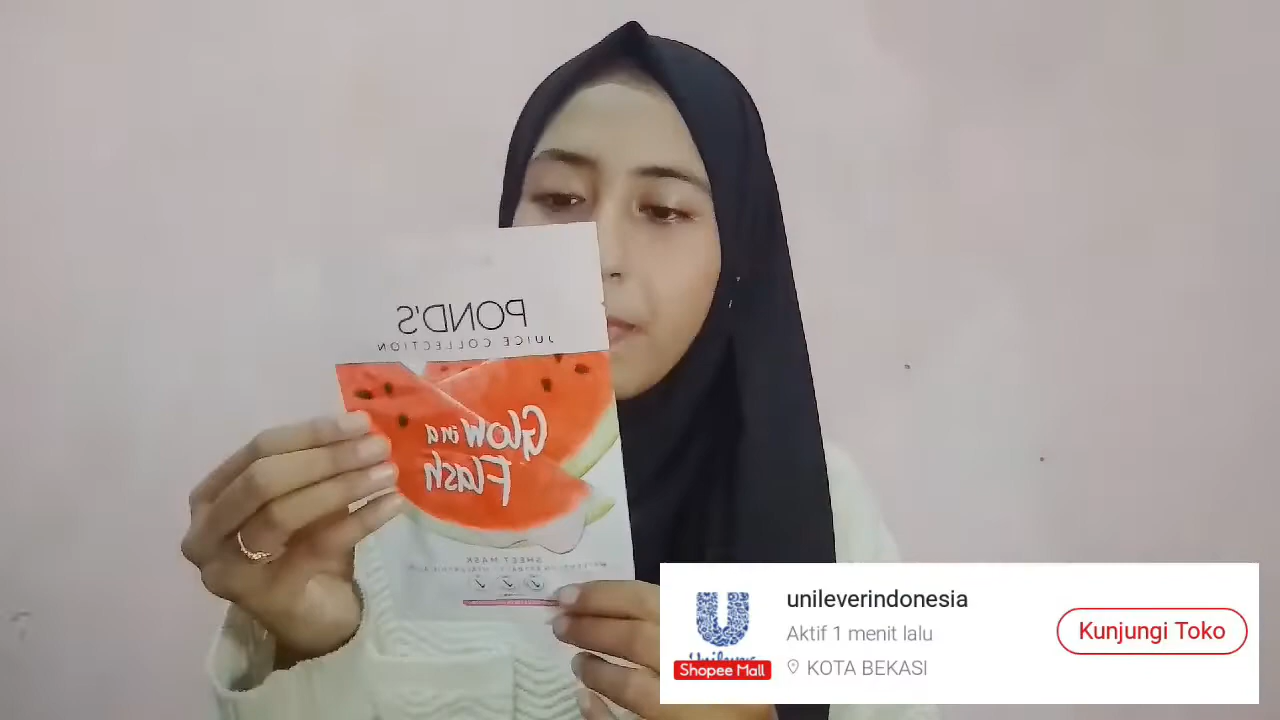 POND'S
JUICE COLLECTION
Glow in a
Flash
SHEET MASK
unileverindonesia
Aktif 1 menit lalu
KOTA BEKASI
Unilever
Shopee Mall
Kunjungi Toko